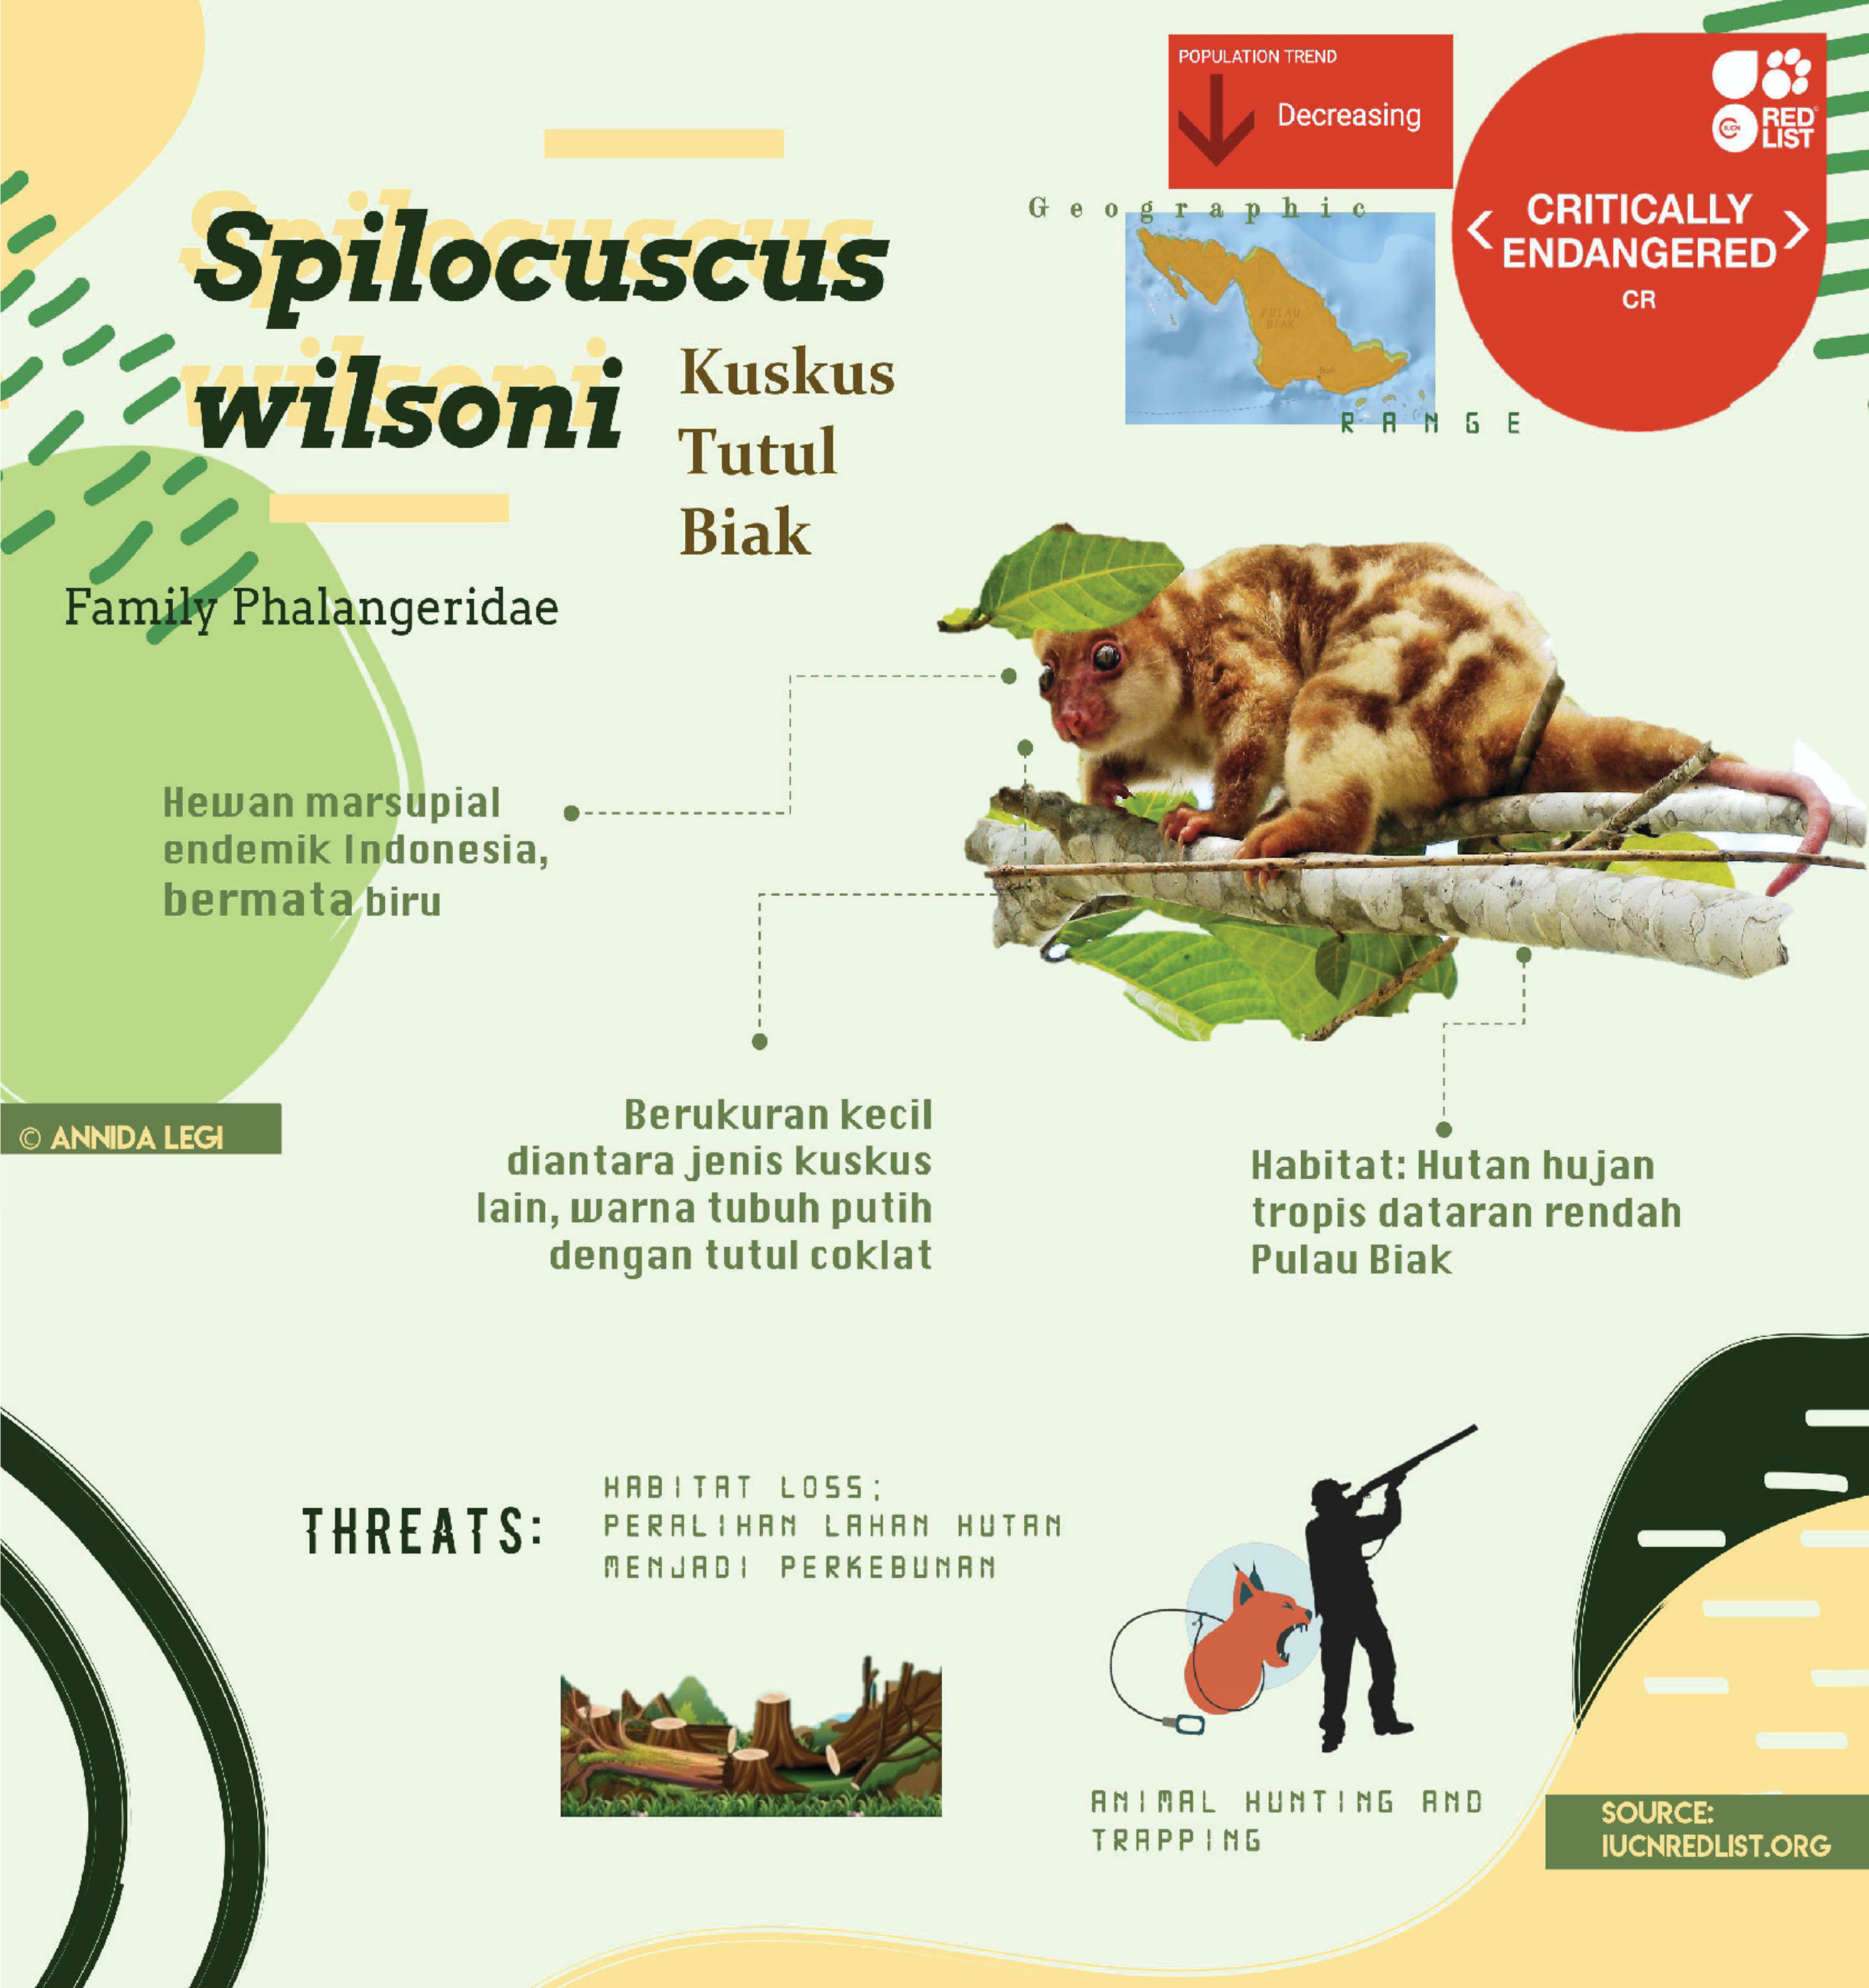 POPULATION TREND
Decreasing
IUCN
RED
LIST
CRITICALLY
ENDANGERED
CR
Geographic
PULAU
BIAK
Biak
RANGE
Spilocuscus
wilsoni
Kuskus
Tutul
Biak
Family Phalangeridae
Hewan marsupial
endemik Indonesia,
bermata biru
© ANNIDA LEGI
Berukuran kecil
diantara jenis kuskus
lain, warna tubuh putih
dengan tutul coklat
Habitat: Hutan hujan
tropis dataran rendah
Pulau Biak
THREATS:
HABITAT LOSS;
PERALIHAN LAHAN HUTAN
MENJADI PERKEBUNAN
ANIMAL HUNTING AND
TRAPPING
SOURCE:
IUCNREDLIST.ORG